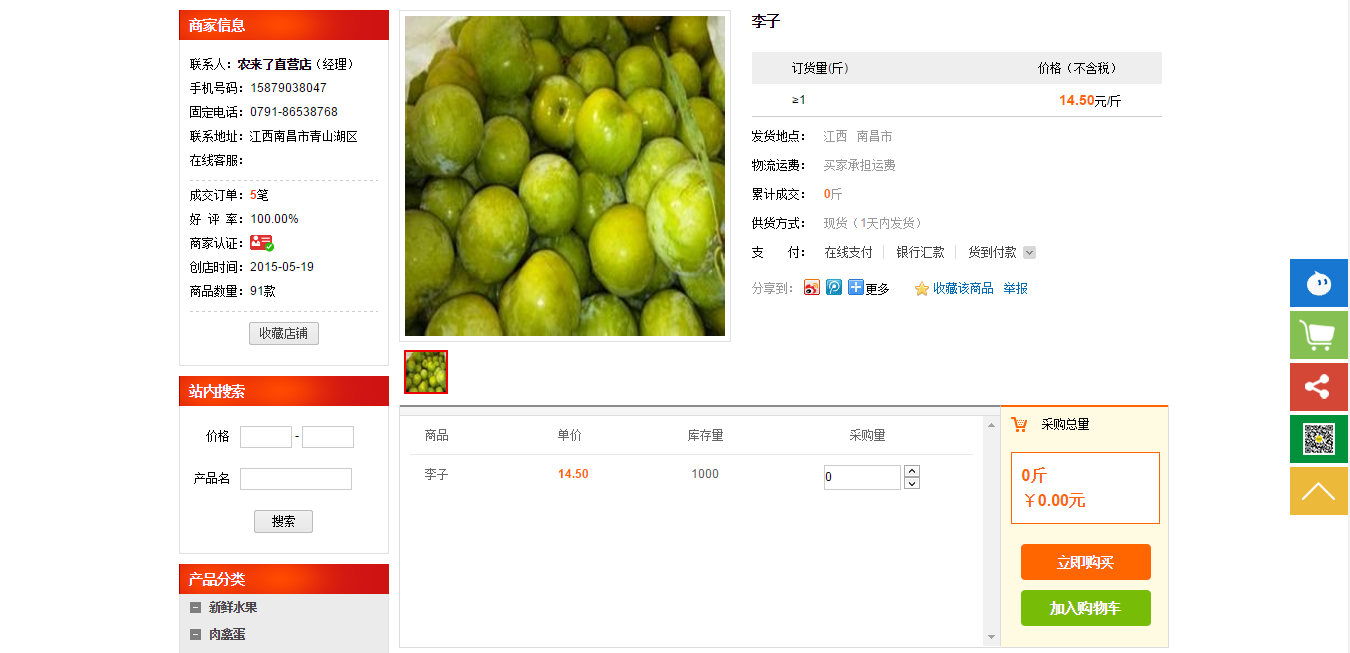 商家信息
联系人：农来了直营店（经理）
手机号码：15879038047
固定电话：0791-86538768
联系地址：江西南昌市青山湖区
在线客服：
成交订单：5笔
好 评 率：100.00%
商家认证：
创店时间：2015-05-19
商品数量：91款
收藏店铺
站内搜索
价格 -
产品名
搜索
产品分类
新鲜水果
肉禽蛋
李子
订货量(斤) 价格（不含税）
≥1 14.50元/斤
发货地点： 江西 南昌市
物流运费： 买家承担运费
累计成交： 0斤
供货方式： 现货（1天内发货）
支 付： 在线支付 银行汇款 货到付款
分享到： 更多 收藏该商品 举报
商品 单价 库存量 采购量
李子 14.50 1000 0
采购总量
0斤
￥0.00元
立即购买
加入购物车